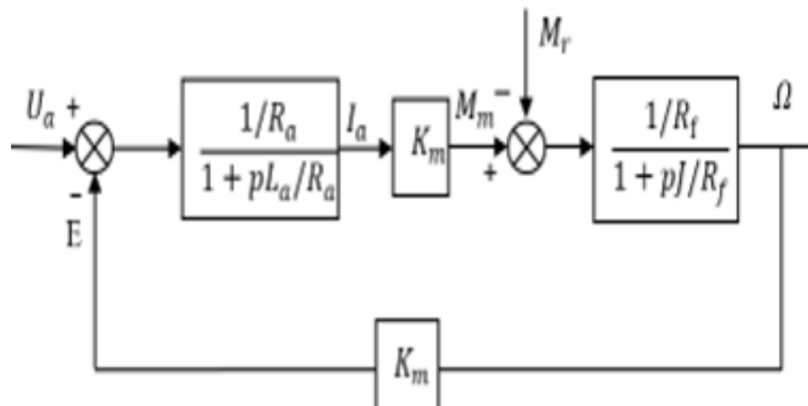 M_r
U_a +
1/R_a
1 + pL_a/R_a
I_a
K_m
M_m −
+
1/R_f
1 + pJ/R_f
Ω
−
E
K_m